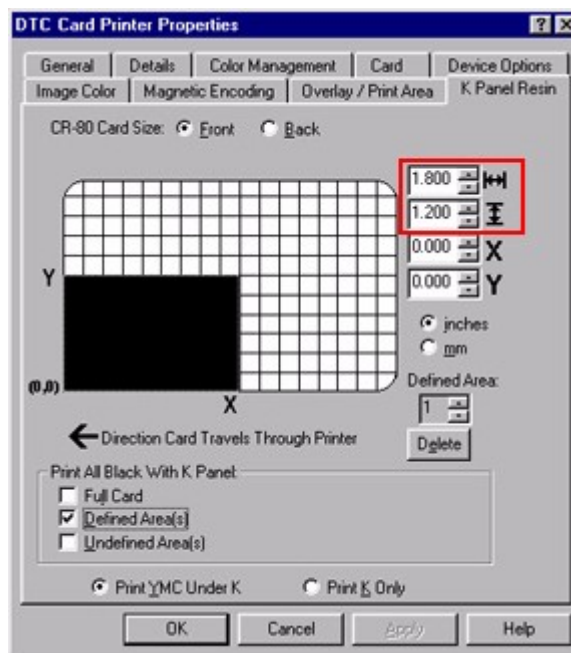 DTC Card Printer Properties
General Details Color Management Card Device Options
Image Color Magnetic Encoding Overlay / Print Area K Panel Resin
CR-80 Card Size: Front Back
1.800
1.200
0.000 X
0.000 Y
Y
inches
mm
(0,0)
X
Defined Area:
1
Direction Card Travels Through Printer
Delete
Print All Black With K Panel:
Full Card
Defined Area(s)
Undefined Area(s)
Print YMC Under K Print K Only
OK Cancel Apply Help